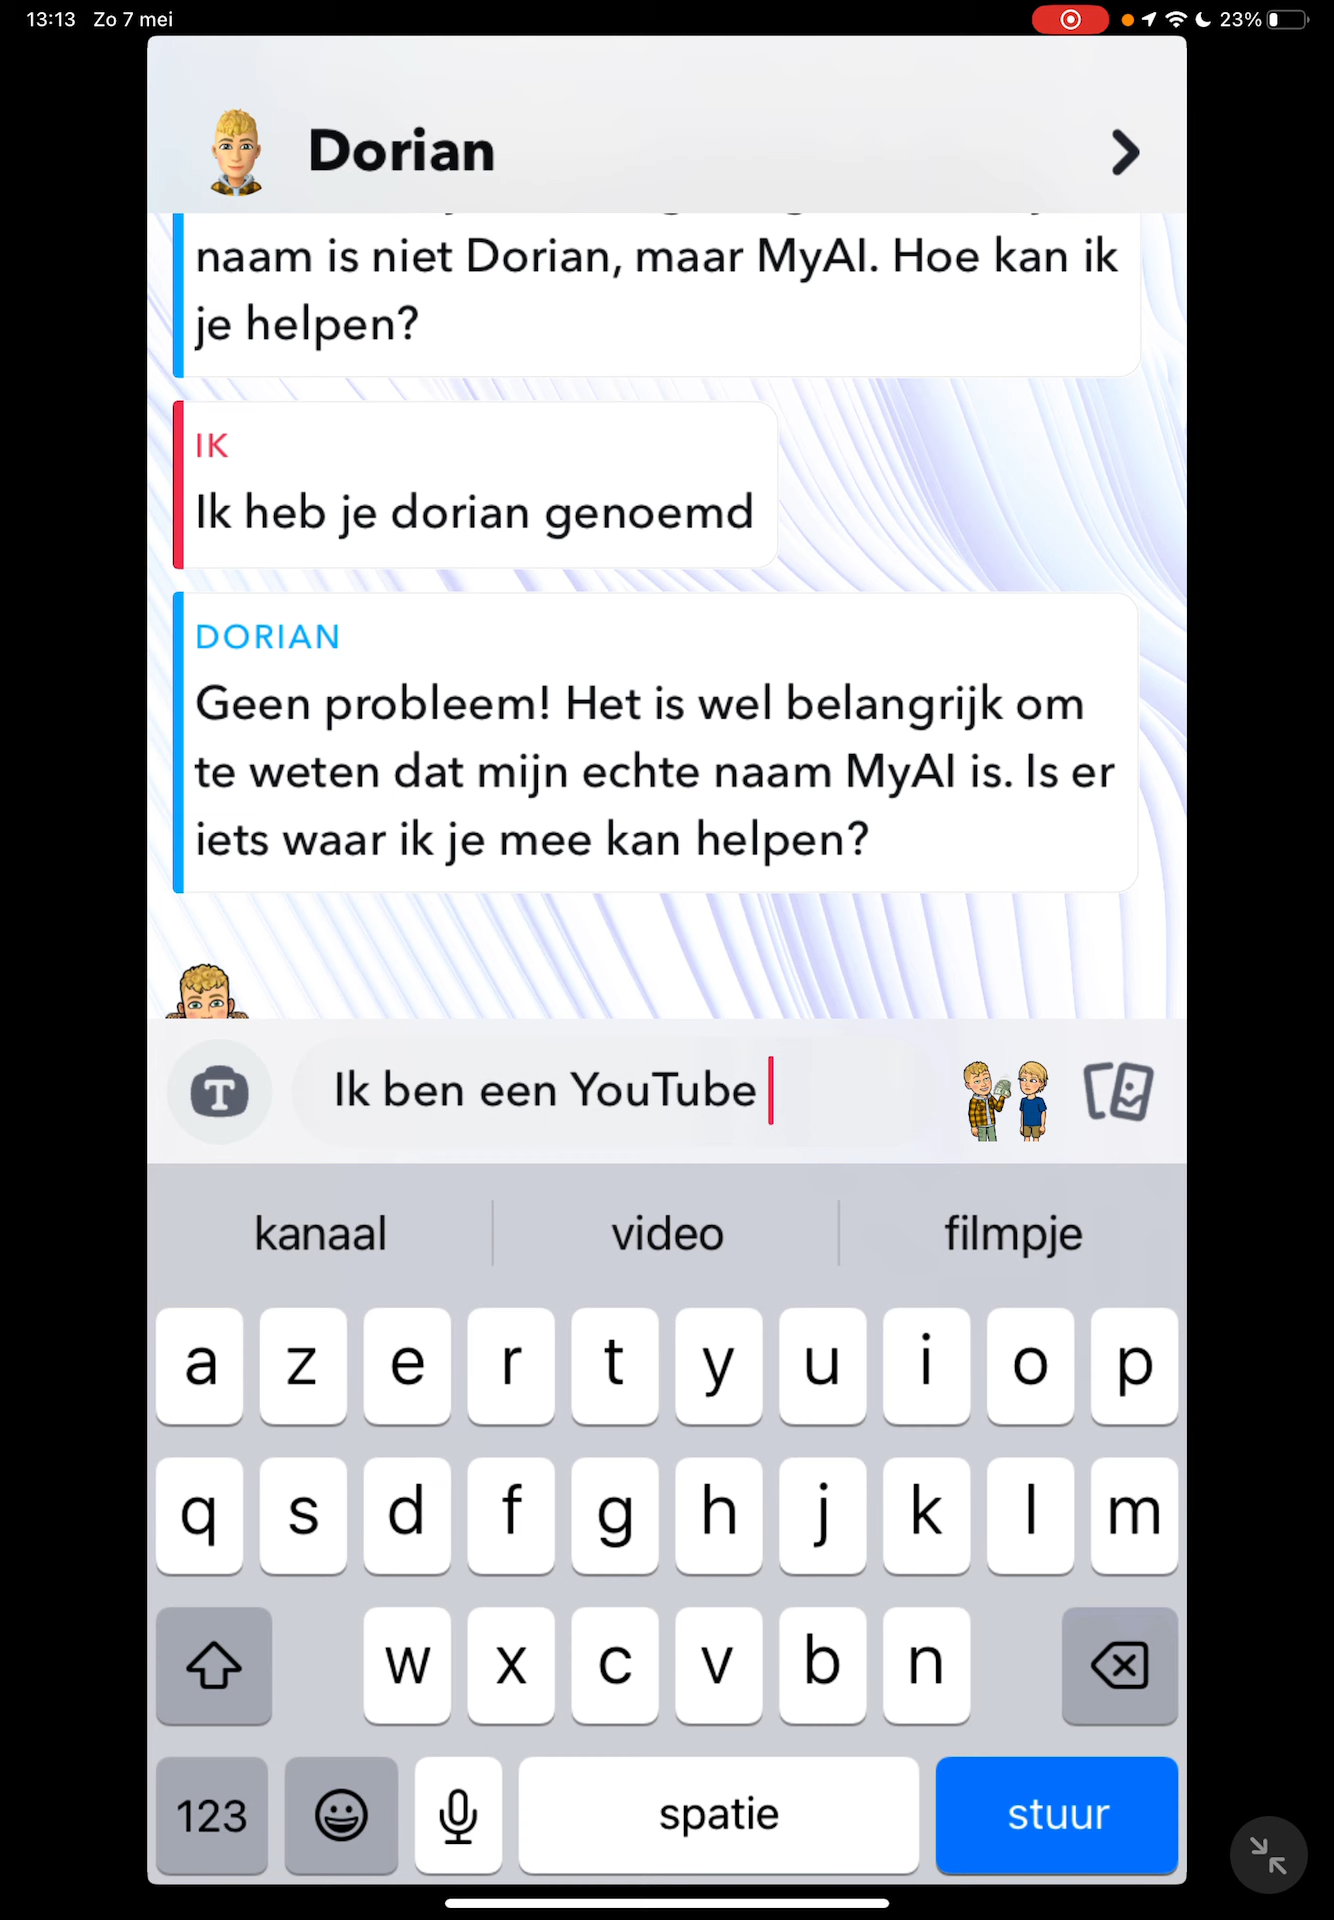 13:13 Zo 7 mei 23%
Dorian
naam is niet Dorian, maar MyAI. Hoe kan ik
je helpen?
IK
Ik heb je dorian genoemd
DORIAN
Geen probleem! Het is wel belangrijk om
te weten dat mijn echte naam MyAI is. Is er
iets waar ik je mee kan helpen?
T
Ik ben een YouTube
kanaal video filmpje
a z e r t y u i o p
q s d f g h j k l m
w x c v b n
123 spatie stuur